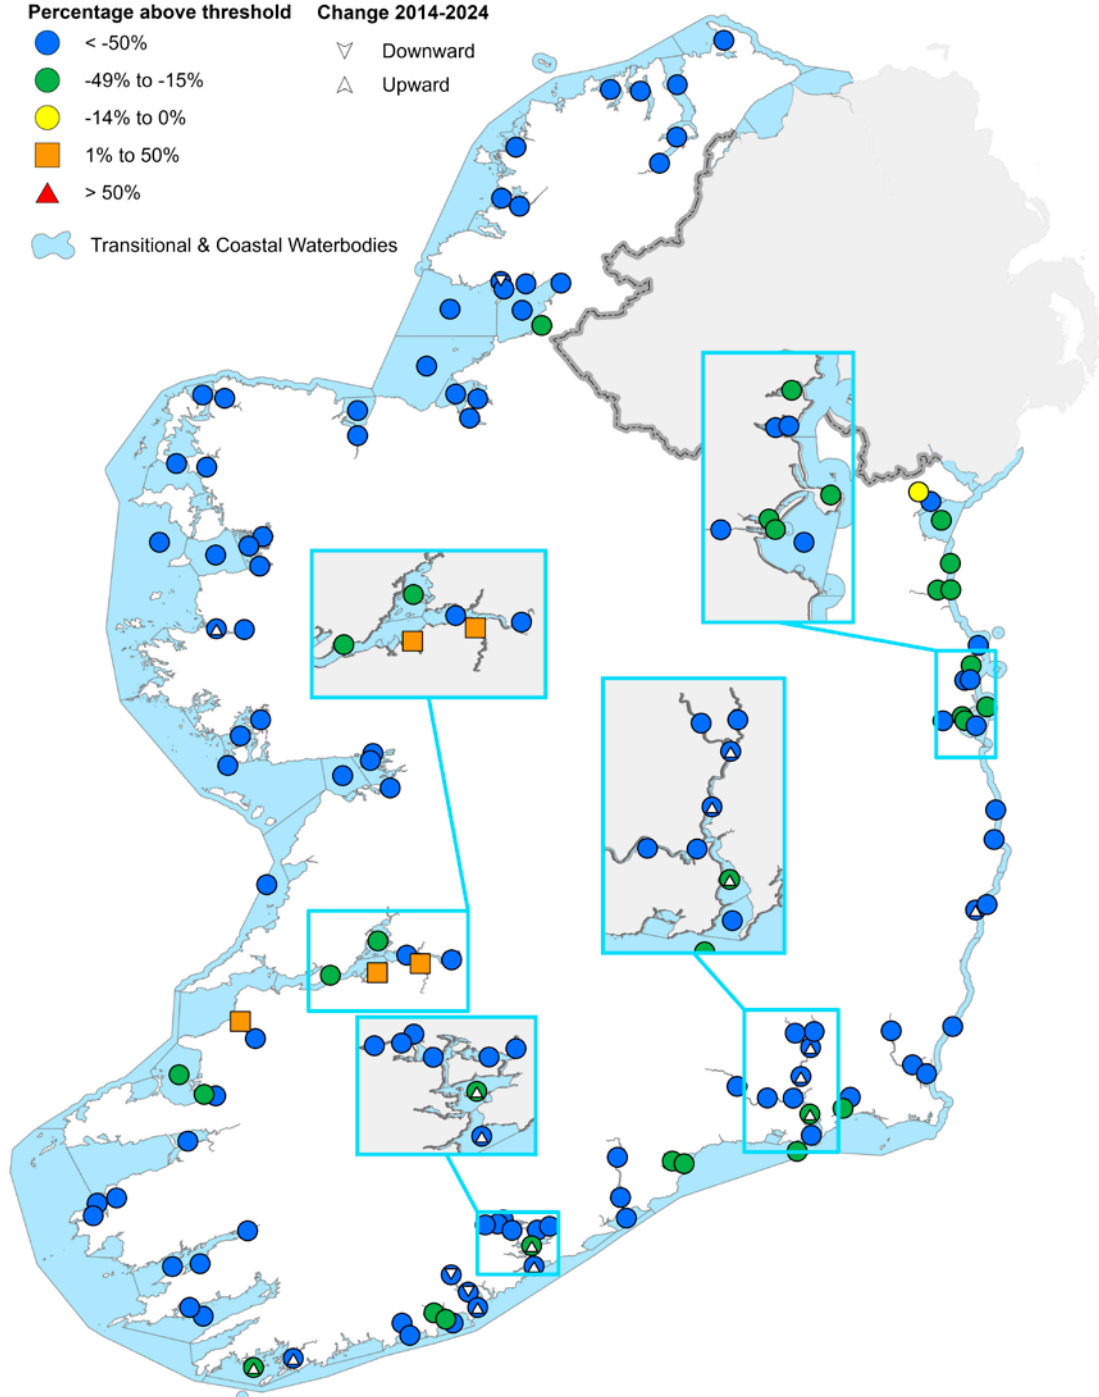 Percentage above threshold
< -50%
-49% to -15%
-14% to 0%
1% to 50%
> 50%
Transitional & Coastal Waterbodies
Change 2014-2024
Downward
Upward